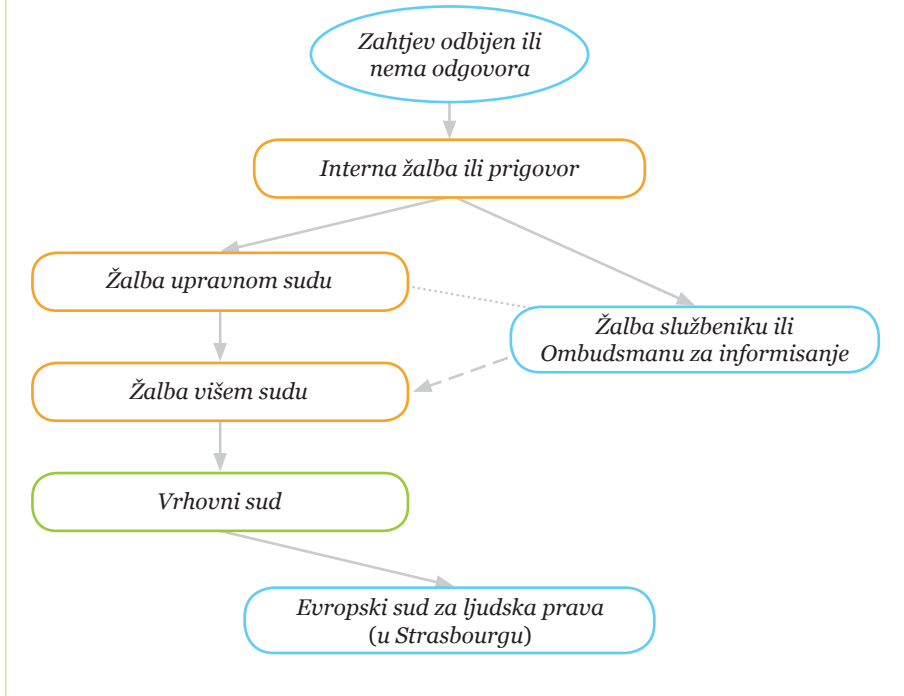 Zahtjev odbijen ili
nema odgovora
Interna žalba ili prigovor
Žalba upravnom sudu
Žalba službeniku ili
Ombudsmanu za informisanje
Žalba višem sudu
Vrhovni sud
Evropski sud za ljudska prava
(u Strasbourgu)